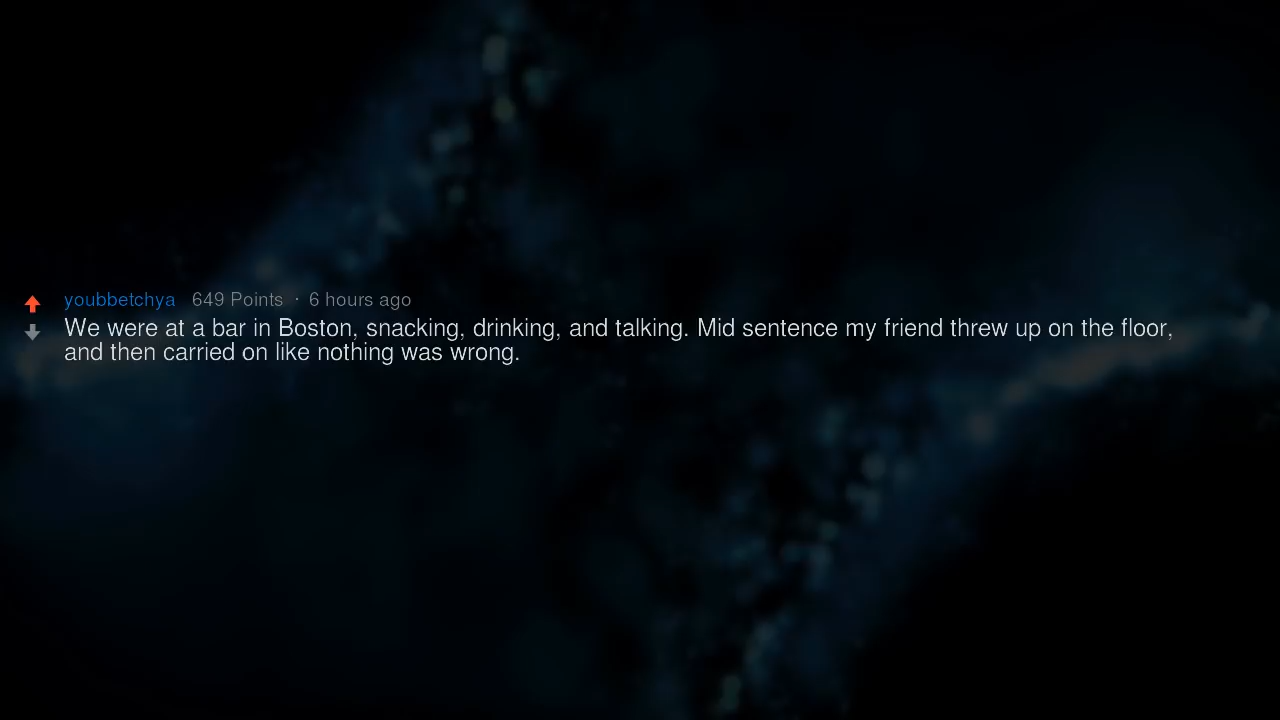 youbbetchya 649 Points · 6 hours ago
We were at a bar in Boston, snacking, drinking, and talking. Mid sentence my friend threw up on the floor,
and then carried on like nothing was wrong.